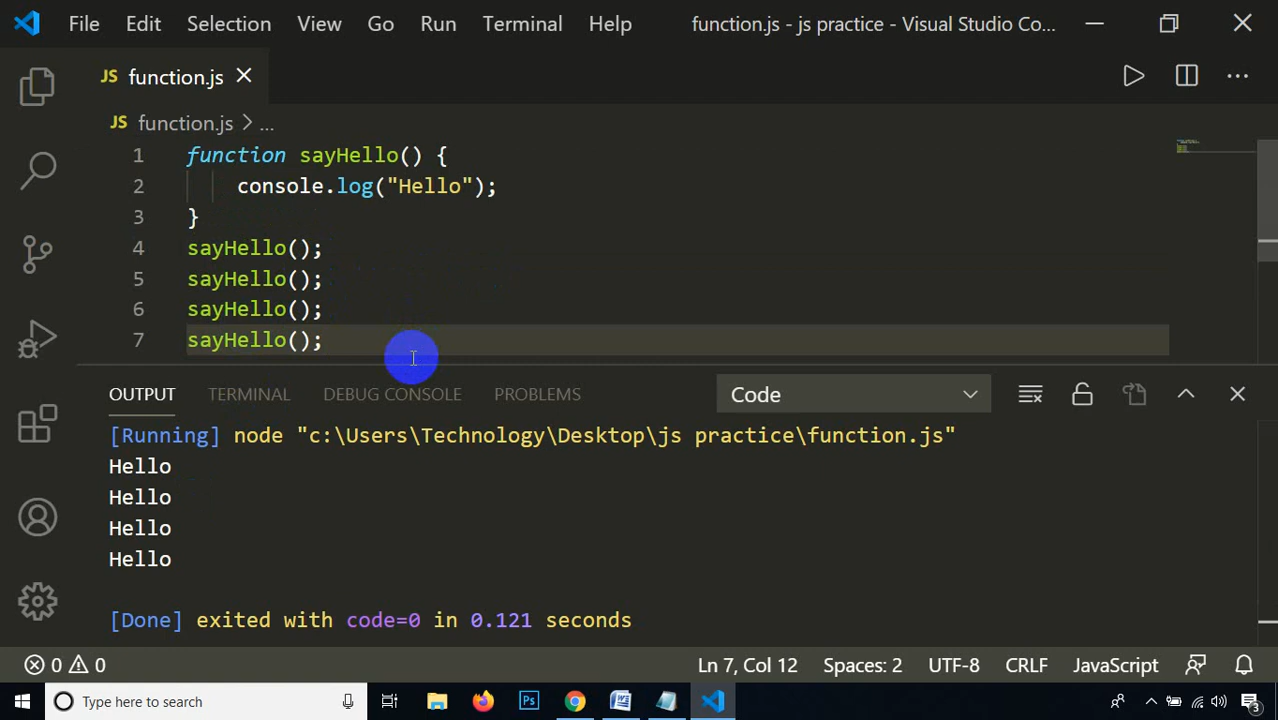 File Edit Selection View Go Run Terminal Help function.js - js practice - Visual Studio Co...
JS function.js
JS function.js > ...
1 function sayHello() {
2 console.log("Hello");
3 }
4 sayHello();
5 sayHello();
6 sayHello();
7 sayHello();
OUTPUT TERMINAL DEBUG CONSOLE PROBLEMS Code
[Running] node "c:\Users\Technology\Desktop\js practice\function.js"
Hello
Hello
Hello
Hello
[Done] exited with code=0 in 0.121 seconds
0 0 Ln 7, Col 12 Spaces: 2 UTF-8 CRLF JavaScript
Type here to search Ps W 3